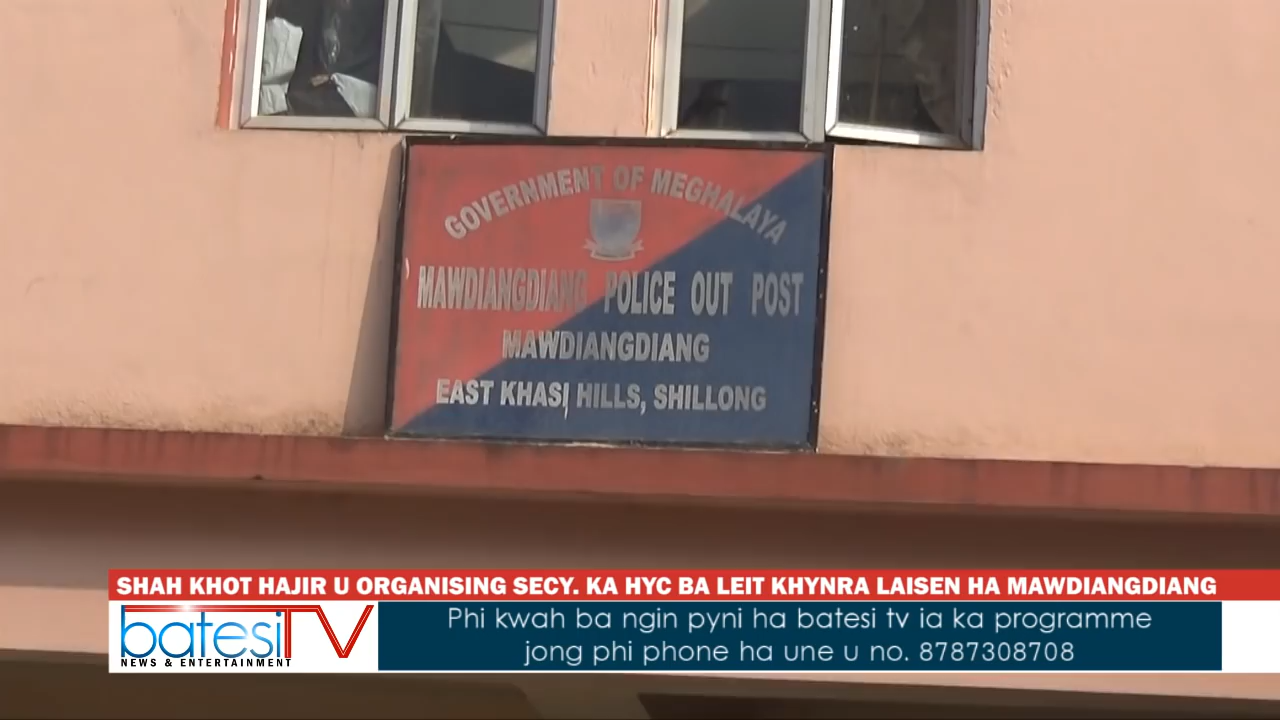 GOVERNMENT OF MEGHALAYA
MAWDIANGDIANG POLICE OUT POST
MAWDIANGDIANG
EAST KHASI HILLS, SHILLONG
SHAH KHOT HAJIR U ORGANISING SECY. KA HYC BA LEIT KHYNRA LAISEN HA MAWDIANGDIANG
batesi TV
NEWS & ENTERTAINMENT
Phi kwah ba ngin pyni ha batesi tv ia ka programme
jong phi phone ha une u no. 8787308708